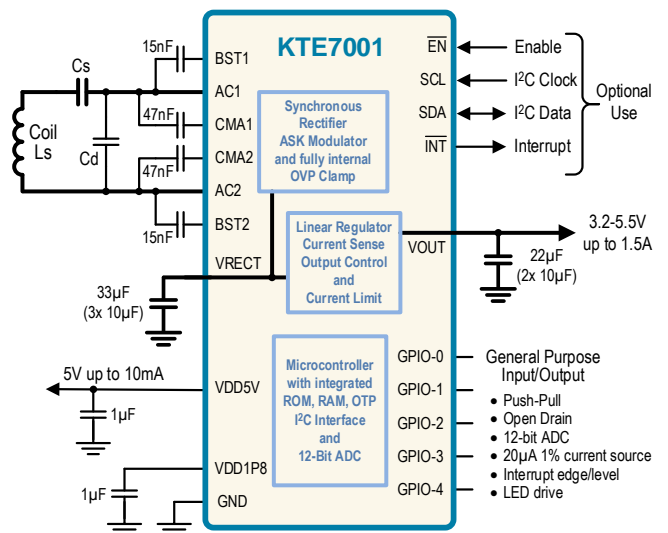 KTE7001
15nF
BST1
Cs
AC1
47nF
CMA1
Coil
Ls
Cd
CMA2
47nF
AC2
15nF
BST2
VRECT
33µF
(3x 10µF)
5V up to 10mA
VDD5V
1µF
VDD1P8
1µF
GND
Synchronous
Rectifier
ASK Modulator
and fully internal
OVP Clamp
Linear Regulator
Current Sense
Output Control
and
Current Limit
Microcontroller
with integrated
ROM, RAM, OTP
I²C Interface
and
12-Bit ADC
EN
Enable
SCL
I²C Clock
SDA
I²C Data
INT
Interrupt
Optional
Use
VOUT
3.2-5.5V
up to 1.5A
22µF
(2x 10µF)
GPIO-0
GPIO-1
GPIO-2
GPIO-3
GPIO-4
General Purpose
Input/Output
• Push-Pull
• Open Drain
• 12-bit ADC
• 20µA 1% current source
• Interrupt edge/level
• LED drive